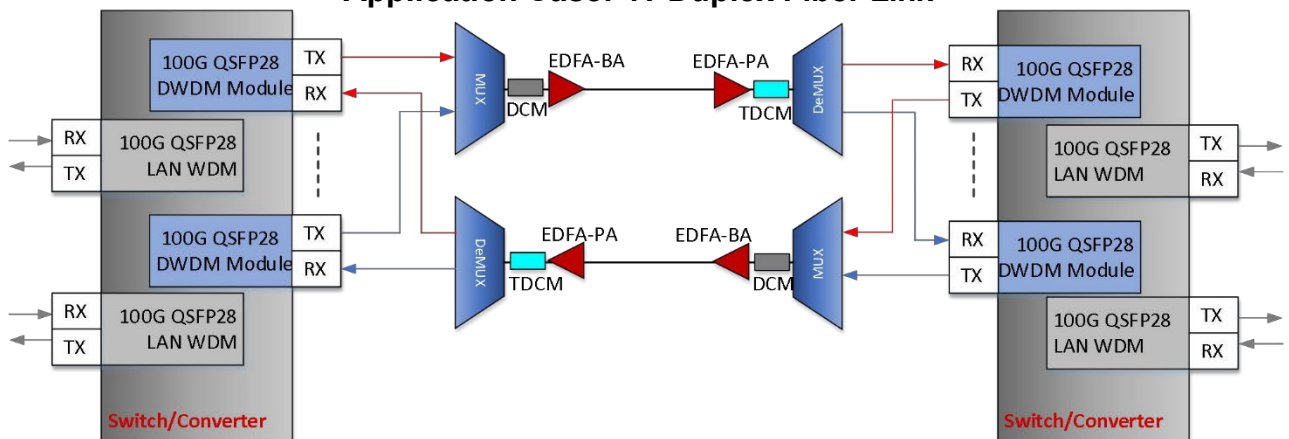 Application Duplex Fiber Link
100G QSFP28
DWDM Module
TX
RX
RX
TX
100G QSFP28
LAN WDM
100G QSFP28
DWDM Module
TX
RX
RX
TX
100G QSFP28
LAN WDM
Switch/Converter
MUX
DCM
EDFA-BA
EDFA-PA
TDCM
DeMUX
DeMUX
TDCM
EDFA-PA
EDFA-BA
DCM
MUX
RX
TX
100G QSFP28
DWDM Module
100G QSFP28
LAN WDM
TX
RX
RX
TX
100G QSFP28
DWDM Module
100G QSFP28
LAN WDM
TX
RX
Switch/Converter